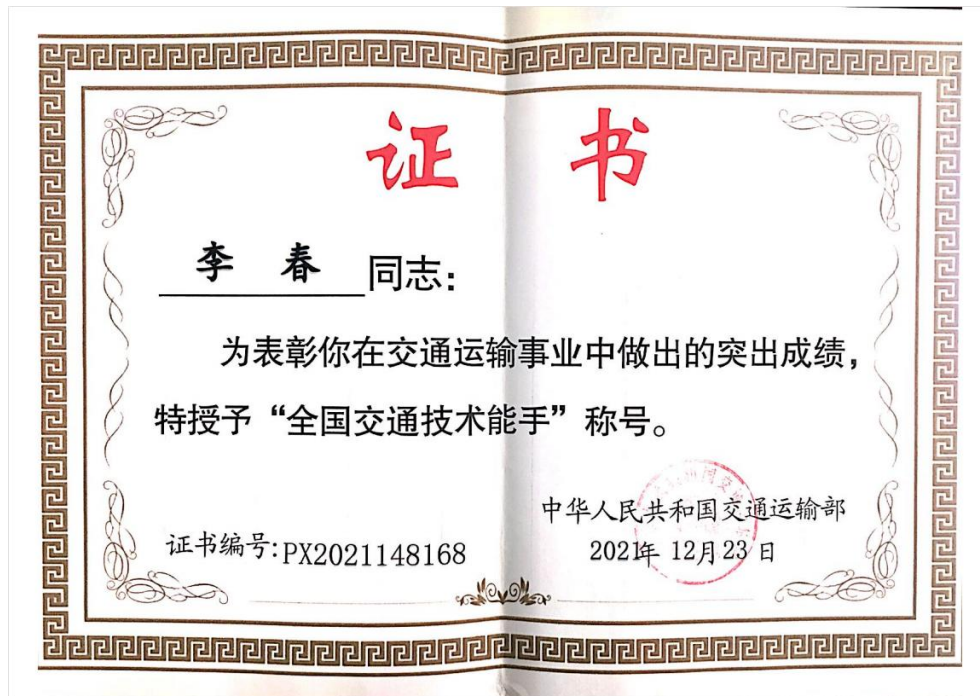 证 书
李 春 同志：
为表彰你在交通运输事业中做出的突出成绩，
特授予“全国交通技术能手”称号。
中华人民共和国交通运输部
证书编号:PX2021148168
2021年 12月23 日